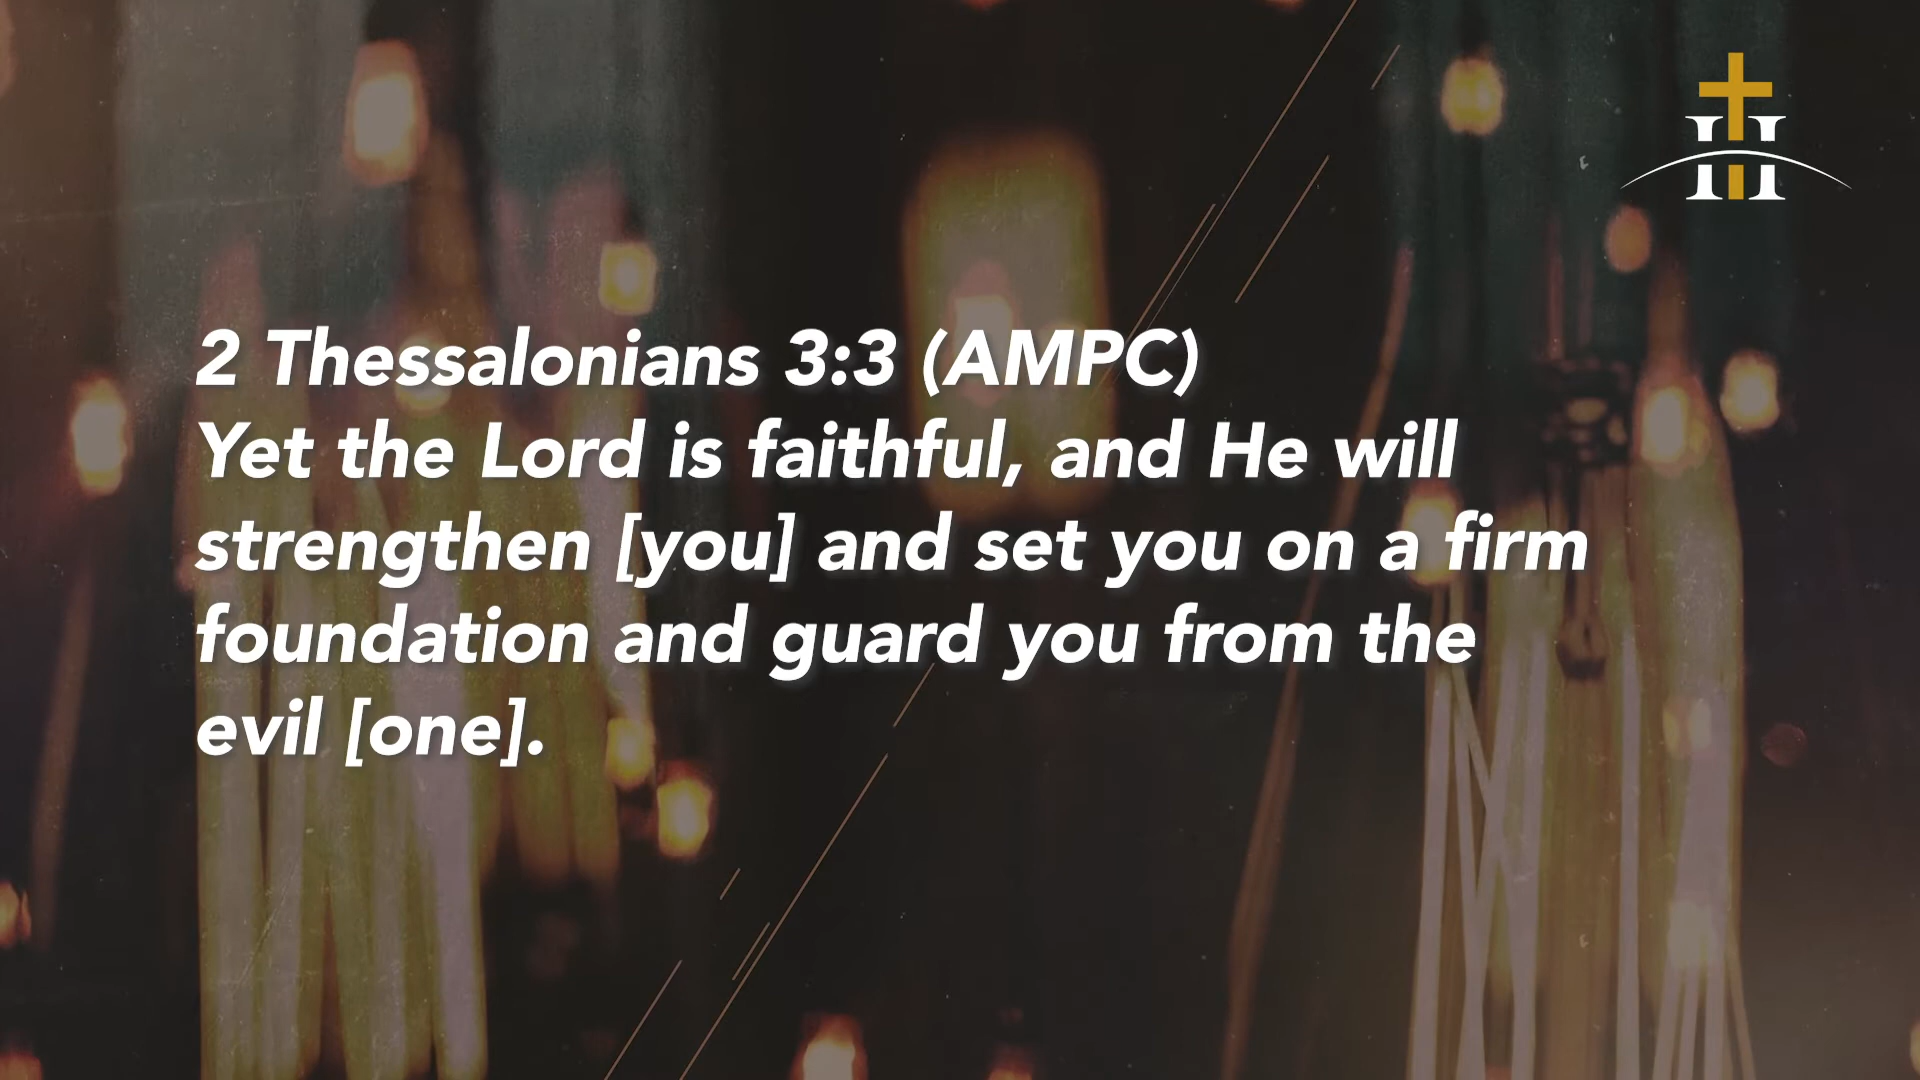 2 Thessalonians 3:3 (AMPC)
Yet the Lord is faithful, and He will
strengthen [you] and set you on a firm
foundation and guard you from the
evil [one].